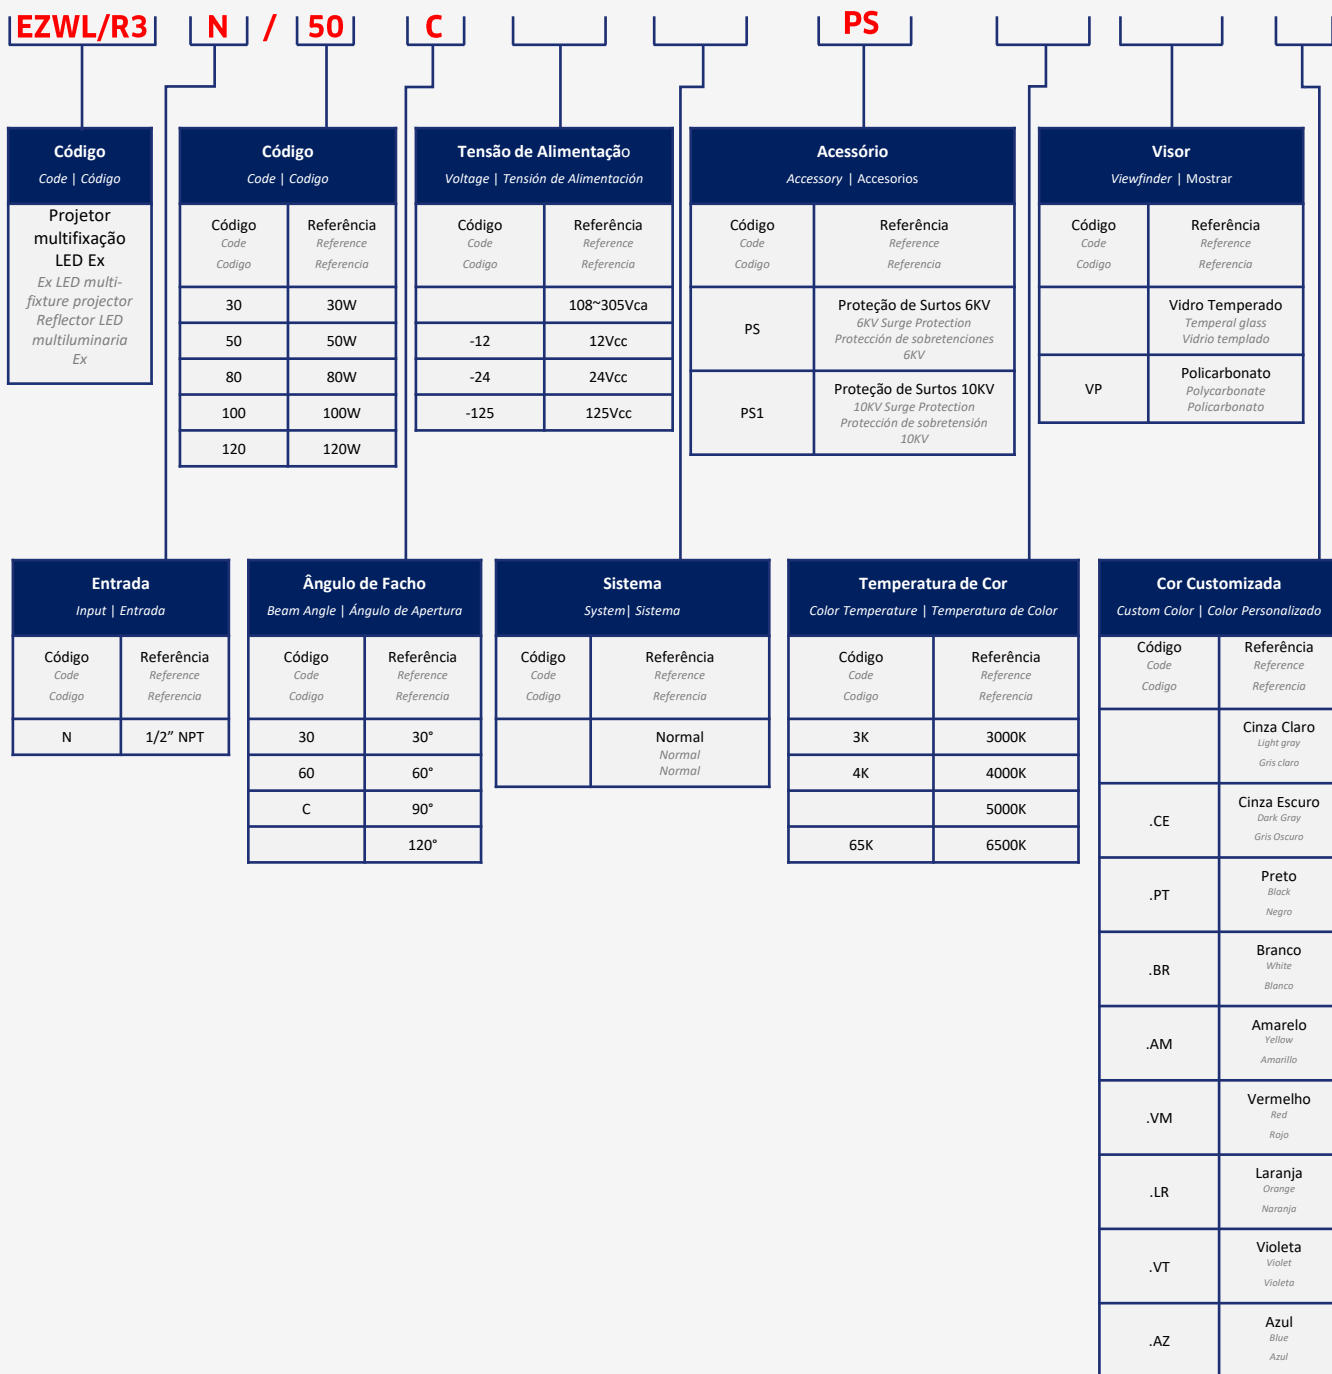 EZWL/R3 N / 50 C PS
Código
Code | Código
Projetor
multifixação
LED Ex
Ex LED multi-
fixture projector
Reflector LED
multiluminaria
Ex
Código
Code | Codigo
Código Referência
Code Reference
Codigo Referencia
30 30W
50 50W
80 80W
100 100W
120 120W
Tensão de Alimentação
Voltage | Tensión de Alimentación
Código Referência
Code Reference
Codigo Referencia
108~305Vca
-12 12Vcc
-24 24Vcc
-125 125Vcc
Acessório
Accessory | Accesorios
Código Referência
Code Reference
Codigo Referencia
PS Proteção de Surtos 6KV
6KV Surge Protection
Protección de sobretenciones
6KV
PS1 Proteção de Surtos 10KV
10KV Surge Protection
Protección de sobretensión
10KV
Visor
Viewfinder | Mostrar
Código Referência
Code Reference
Codigo Referencia
Vidro Temperado
Temperal glass
Vidrio templado
VP Policarbonato
Polycarbonate
Policarbonato
Entrada
Input | Entrada
Código Referência
Code Reference
Codigo Referencia
N 1/2” NPT
Ângulo de Facho
Beam Angle | Ángulo de Apertura
Código Referência
Code Reference
Codigo Referencia
30 30°
60 60°
C 90°
120°
Sistema
System| Sistema
Código Referência
Code Reference
Codigo Referencia
Normal
Normal
Normal
Temperatura de Cor
Color Temperature | Temperatura de Color
Código Referência
Code Reference
Codigo Referencia
3K 3000K
4K 4000K
5000K
65K 6500K
Cor Customizada
Custom Color | Color Personalizado
Código Referência
Code Reference
Codigo Referencia
Cinza Claro
Light gray
Gris claro
.CE Cinza Escuro
Dark Gray
Gris Oscuro
.PT Preto
Black
Negro
.BR Branco
White
Blanco
.AM Amarelo
Yellow
Amarillo
.VM Vermelho
Red
Rojo
.LR Laranja
Orange
Naranja
.VT Violeta
Violet
Violeta
.AZ Azul
Blue
Azul